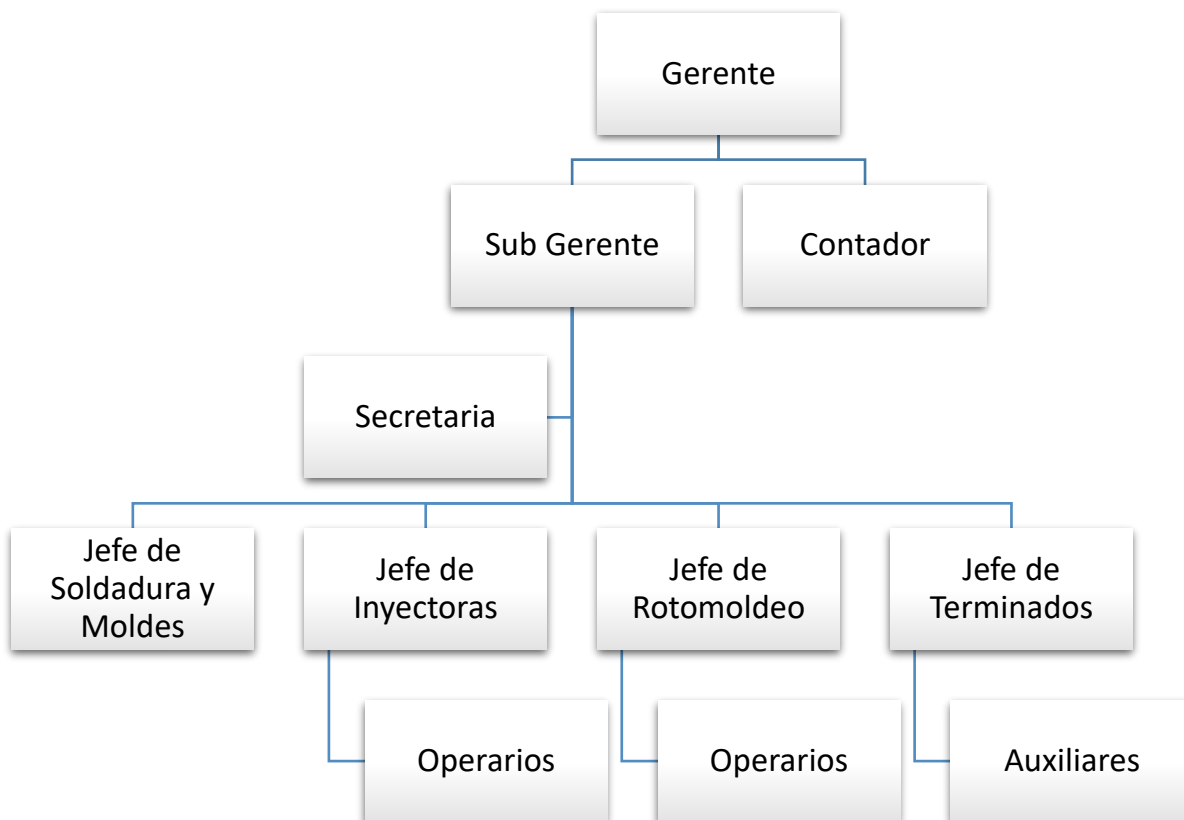 Gerente
Sub Gerente
Contador
Secretaria
Jefe de
Soldadura y
Moldes
Jefe de
Inyectoras
Jefe de
Rotomoldeo
Jefe de
Terminados
Operarios
Operarios
Auxiliares